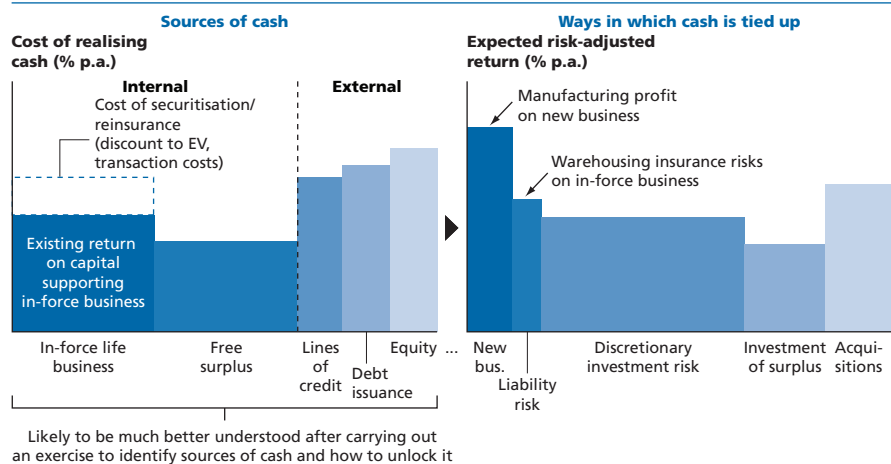 Sources of cash
Ways in which cash is tied up
Cost of realising
cash (% p.a.)
Internal
External
Cost of securitisation/
reinsurance
(discount to EV,
transaction costs)
Existing return
on capital
supporting
in-force business
In-force life
business
Free
surplus
Lines
of
credit
Debt
issuance
Equity
...
Likely to be much better understood after carrying out
an exercise to identify sources of cash and how to unlock it
Expected risk-adjusted
return (% p.a.)
Manufacturing profit
on new business
Warehousing insurance risks
on in-force business
New
bus.
Liability
risk
Discretionary
investment risk
Investment
of surplus
Acqui-
sitions